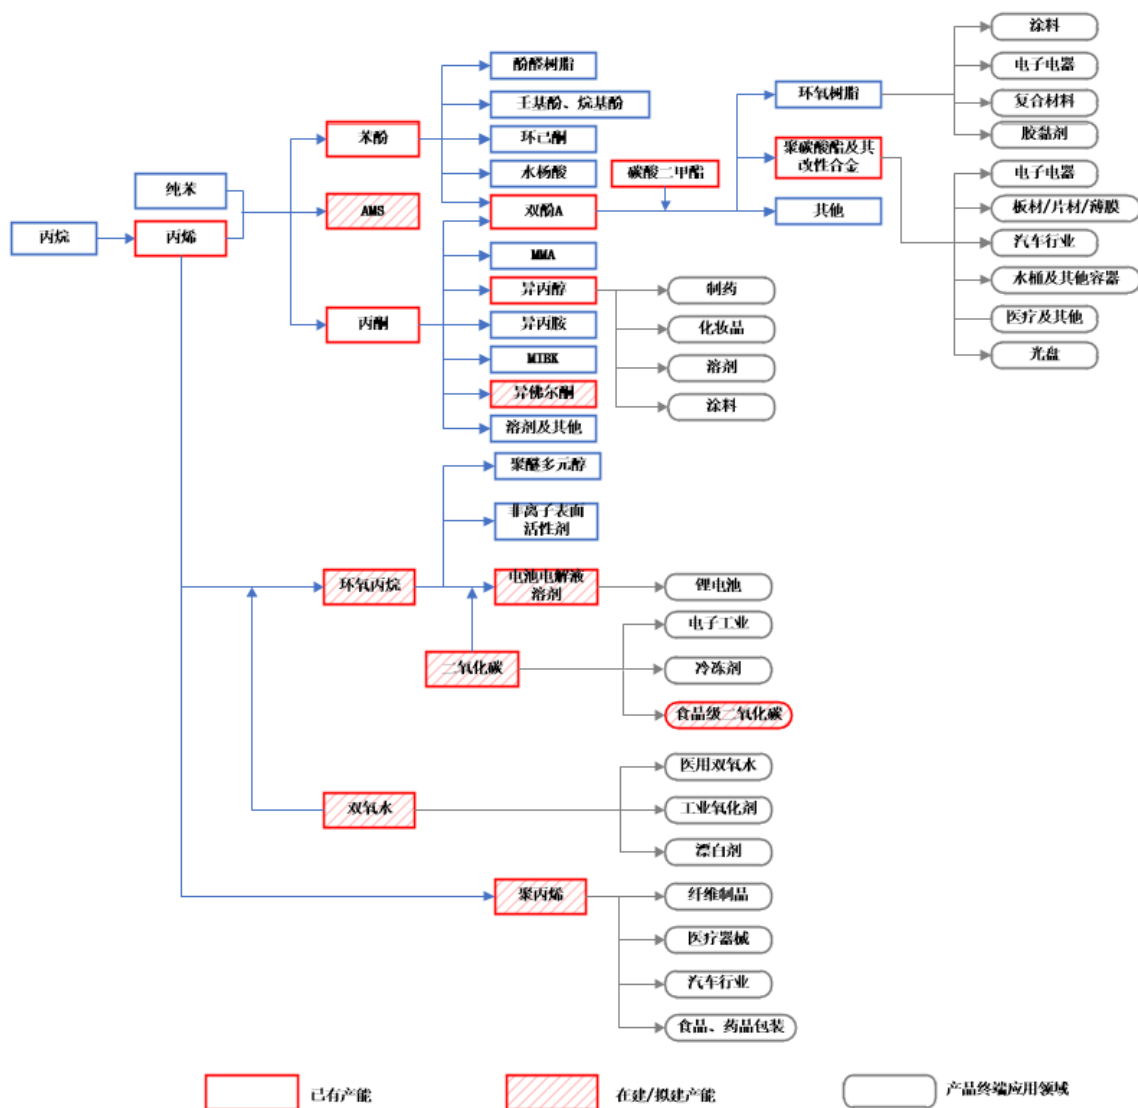 涂料
酚醛树脂
电子电器
环氧树脂
壬基酚、烷基酚
复合材料
苯酚
环己酮
胶黏剂
聚碳酸酯及其
改性合金
水杨酸
碳酸二甲酯
电子电器
纯苯
AMS
双酚A
其他
板材/片材/薄膜
丙烷
丙烯
汽车行业
MMA
水桶及其他容器
异丙醇
制药
丙酮
异丙胺
化妆品
医疗及其他
MIBK
溶剂
光盘
异佛尔酮
涂料
溶剂及其他
聚醚多元醇
非离子表面
活性剂
环氧丙烷
电池电解液
溶剂
锂电池
电子工业
二氧化碳
冷冻剂
食品级二氧化碳
医用双氧水
双氧水
工业氧化剂
漂白剂
聚丙烯
纤维制品
医疗器械
汽车行业
食品、药品包装
已有产能
在建/拟建产能
产品终端应用领域